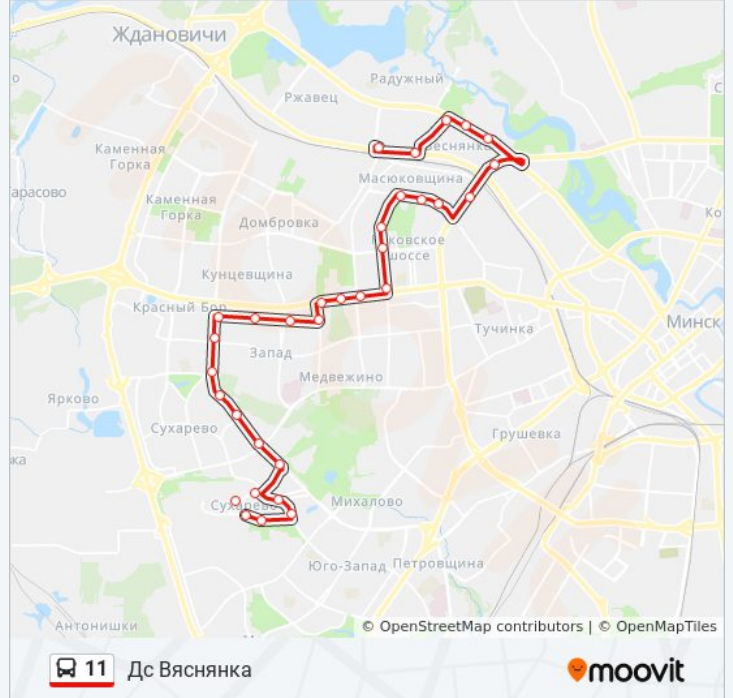 Ждановичи
Радужный
Ржавец
Каменная
Горка
Веснянка
Масюковщина
арасово
Каменная
Горка
Домбровка
Ко
шоссе
Кунцевщина
Красный Бор
Минск
Тучинка
Запад
Медвежино
Ярково
Сухарево
Грушевка
ка
Сухарево
Михалово
Юго-Запад
Петровщина
Антонишки
© OpenStreetMap contributors | © OpenMapTiles
11 Дс Вяснянка
moovit